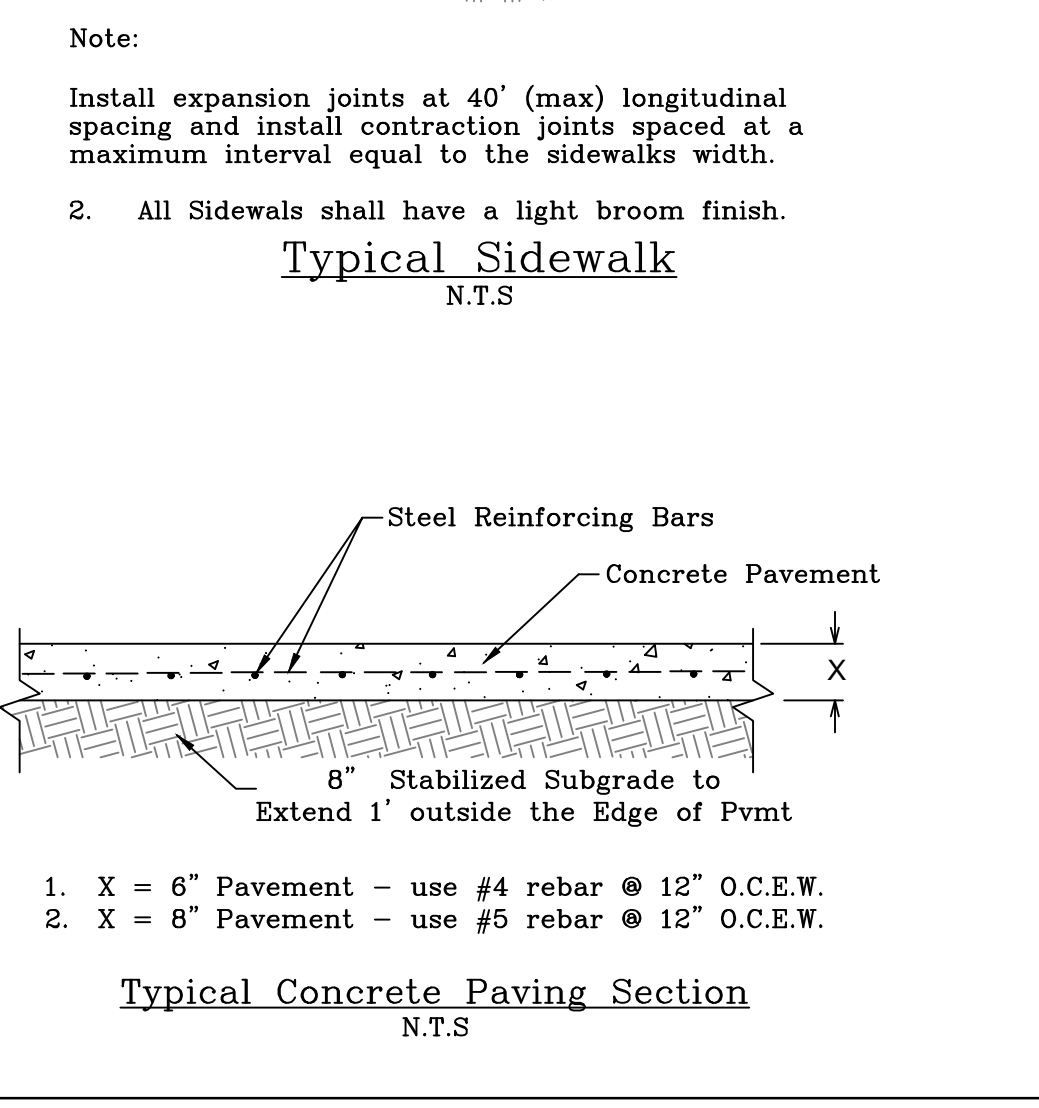 Note:
Install expansion joints at 40' (max) longitudinal
spacing and install contraction joints spaced at a
maximum interval equal to the sidewalks width.
2. All Sidewals shall have a light broom finish.
Typical Sidewalk
N.T.S
Steel Reinforcing Bars
Concrete Pavement
X
8" Stabilized Subgrade to
Extend 1' outside the Edge of Pvmt
1. X = 6" Pavement - use #4 rebar @ 12" O.C.E.W.
2. X = 8" Pavement - use #5 rebar @ 12" O.C.E.W.
Typical Concrete Paving Section
N.T.S